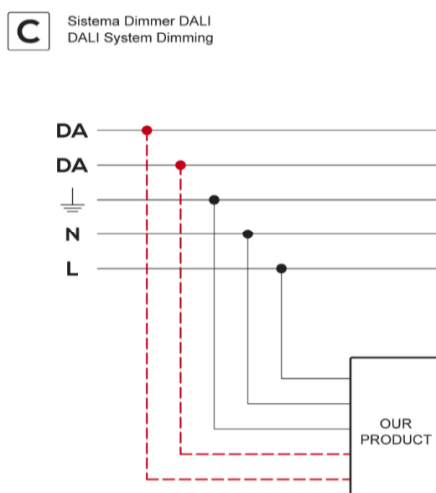 C
Sistema Dimmer DALI
DALI System Dimming
DA
DA
N
L
OUR
PRODUCT